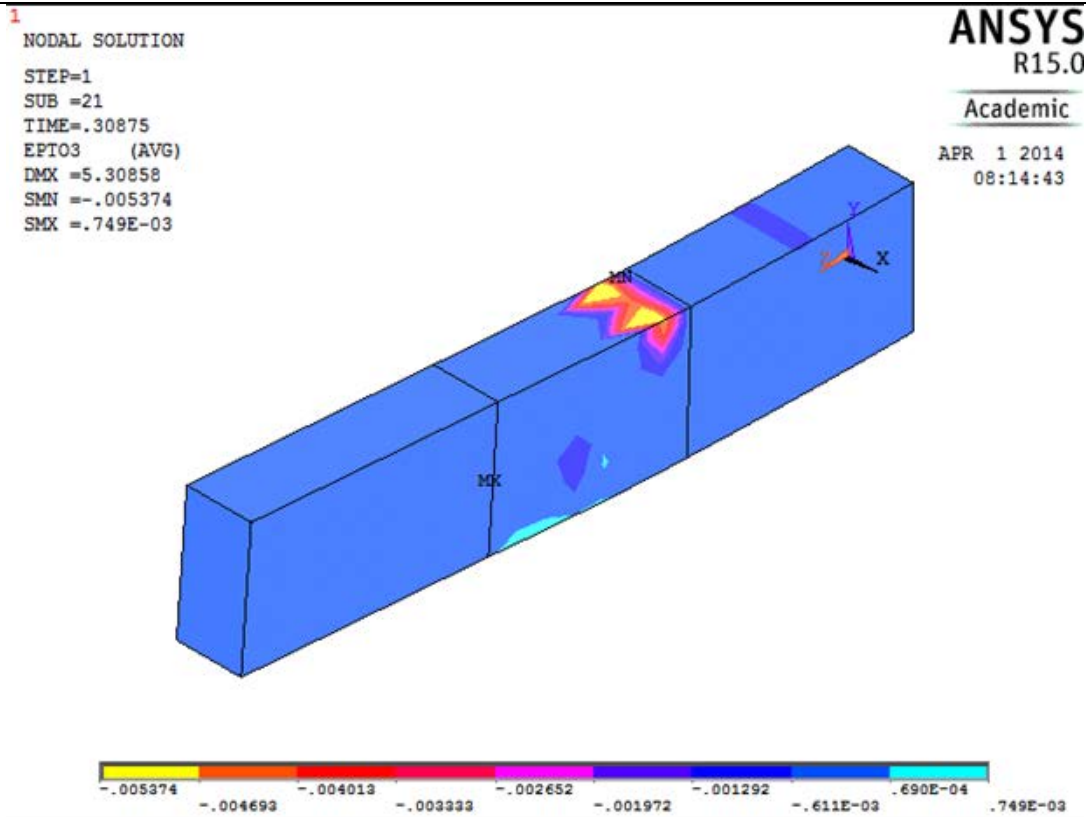 1
NODAL SOLUTION
STEP=1
SUB =21
TIME=.30875
EPTO3 (AVG)
DMX =5.30858
SMN =-.005374
SMX =.749E-03
ANSYS
R15.0
Academic
APR 1 2014
08:14:43
Y
Z
X
MN
MX
-.005374 -.004013 -.002652 -.001292 .690E-04
-.004693 -.003333 -.001972 -.611E-03 .749E-03